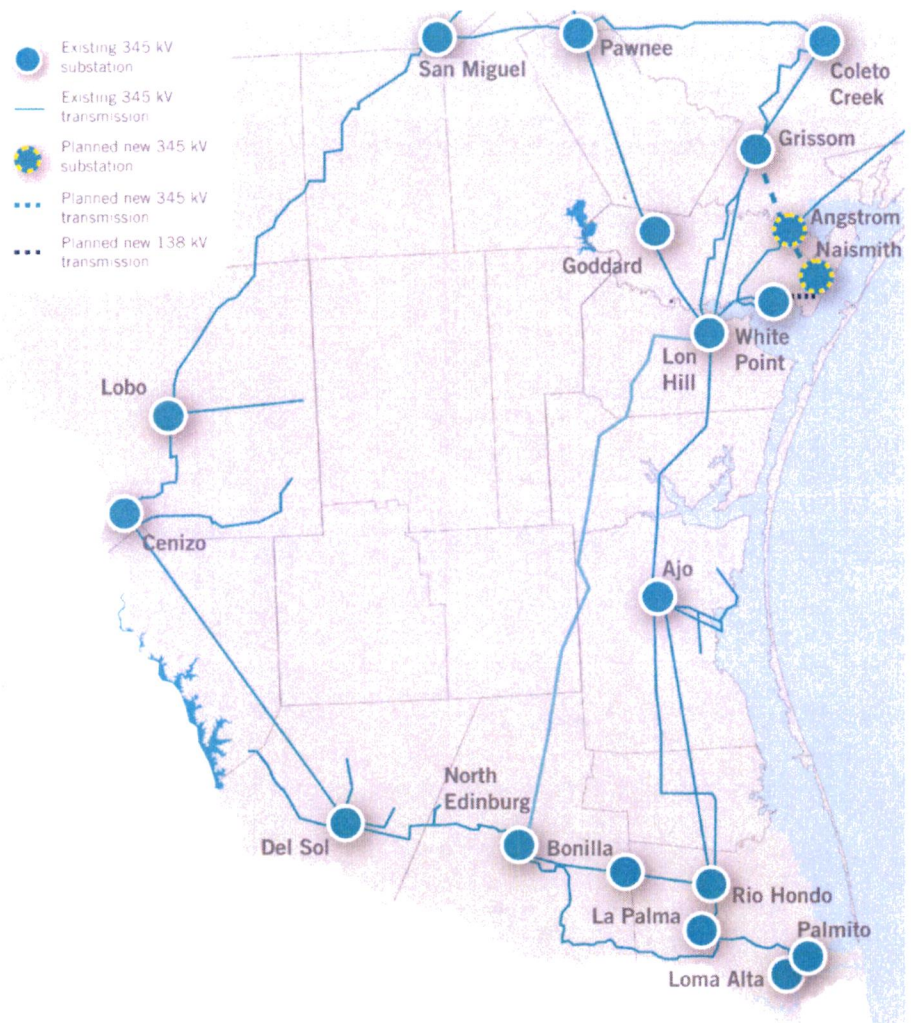 Existing 345 kV
substation
Existing 345 kV
transmission
Planned new 345 kV
substation
Planned new 345 kV
transmission
Planned new 138 kV
transmission
San Miguel
Pawnee
Coleto
Creek
Grissom
Angstrom
Naismith
Goddard
White
Point
Lon
Hill
Lobo
Cenizo
Ajo
North
Edinburg
Del Sol
Bonilla
Rio Hondo
La Palma
Palmito
Loma Alta